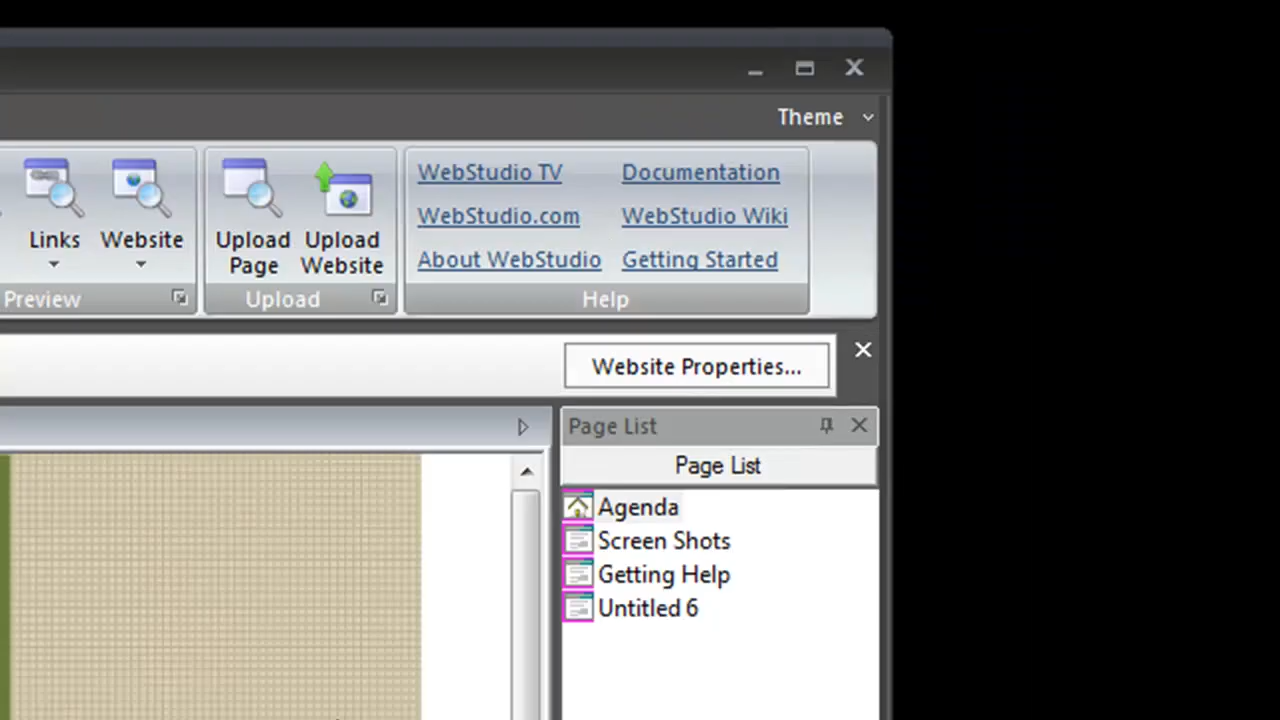 Theme
WebStudio TV Documentation
WebStudio.com WebStudio Wiki
Links Website Upload Page Upload Website
About WebStudio Getting Started
Preview Upload Help
Website Properties...
Page List
Page List
Agenda
Screen Shots
Getting Help
Untitled 6